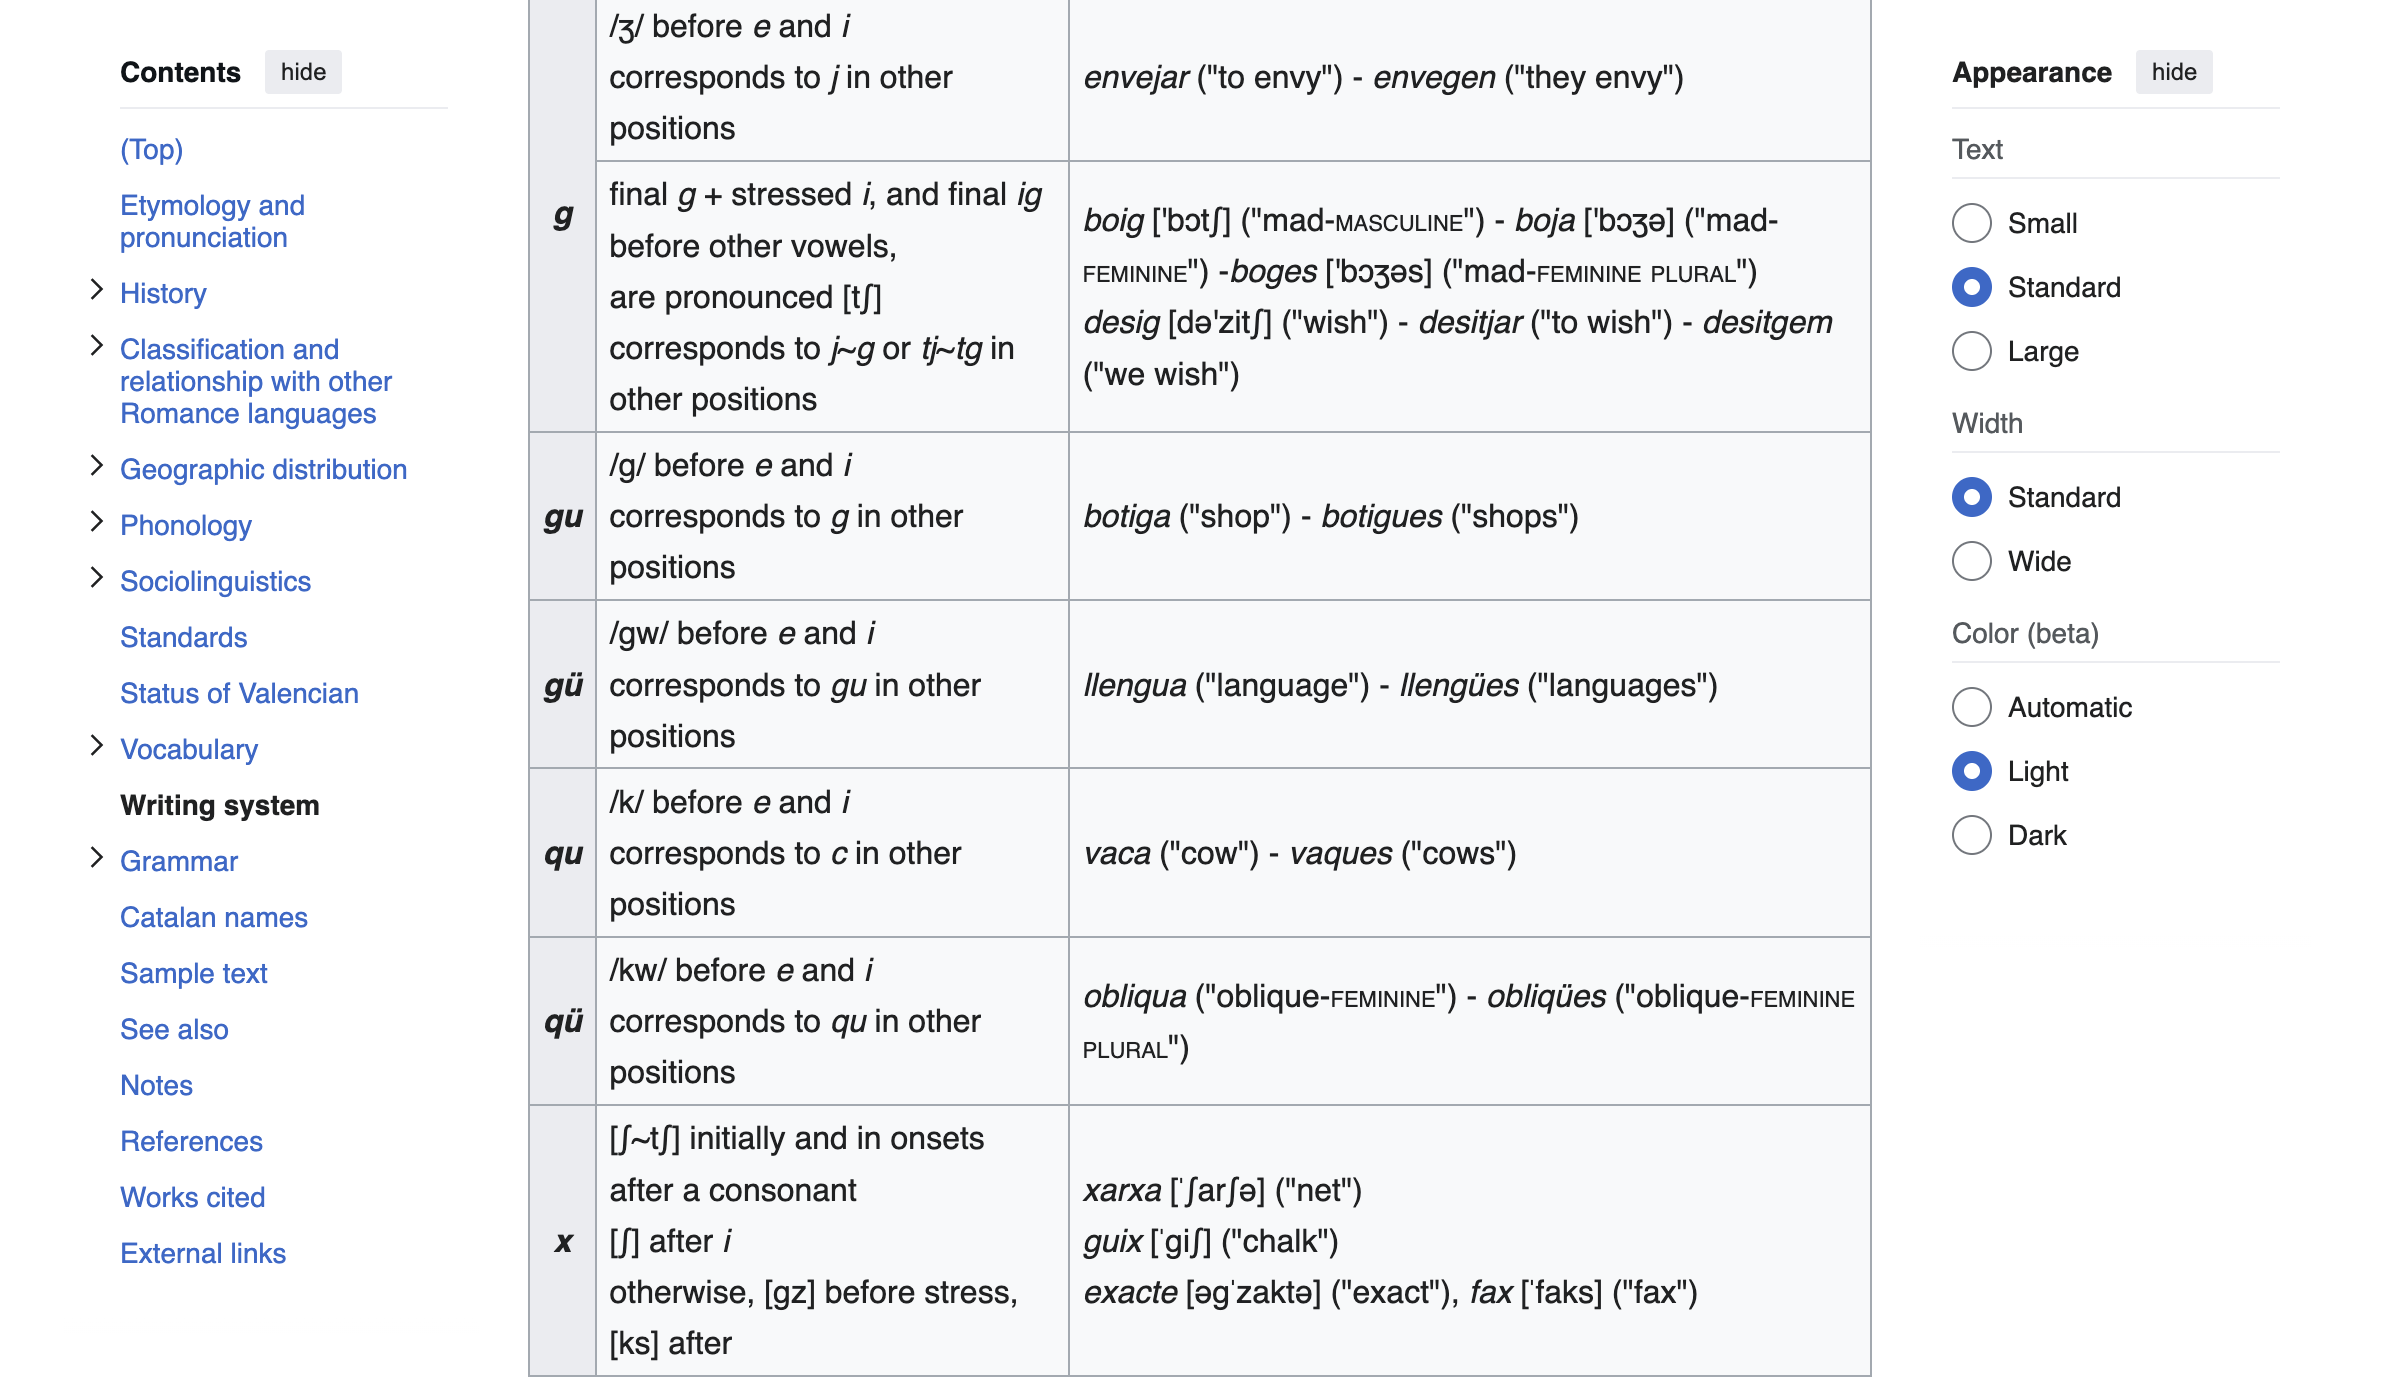 Contents hide
(Top)
Etymology and
pronunciation
History
Classification and
relationship with other
Romance languages
Geographic distribution
Phonology
Sociolinguistics
Standards
Status of Valencian
Vocabulary
Writing system
Grammar
Catalan names
Sample text
See also
Notes
References
Works cited
External links
g
/ʒ/ before e and i
corresponds to j in other
positions
envejar ("to envy") - envegen ("they envy")
final g + stressed i, and final ig
before other vowels,
are pronounced [tʃ]
corresponds to j~g or tj~tg in
other positions
boig ['bɔtʃ] ("mad-MASCULINE") - boja ['bɔʒə] ("mad-
FEMININE") -boges ['bɔʒəs] ("mad-FEMININE PLURAL")
desig [də'zitʃ] ("wish") - desitjar ("to wish") - desitgem
("we wish")
gu
/g/ before e and i
corresponds to g in other
positions
botiga ("shop") - botigues ("shops")
gü
/gw/ before e and i
corresponds to gu in other
positions
llengua ("language") - llengües ("languages")
qu
/k/ before e and i
corresponds to c in other
positions
vaca ("cow") - vaques ("cows")
qü
/kw/ before e and i
corresponds to qu in other
positions
obliqua ("oblique-FEMININE") - obliqües ("oblique-FEMININE
PLURAL")
x
[ʃ~tʃ] initially and in onsets
after a consonant
[ʃ] after i
otherwise, [gz] before stress,
[ks] after
xarxa [ˈʃarʃə] ("net")
guix [ˈgiʃ] ("chalk")
exacte [əgˈzaktə] ("exact"), fax [ˈfaks] ("fax")
Appearance hide
Text
Small
Standard
Large
Width
Standard
Wide
Color (beta)
Automatic
Light
Dark